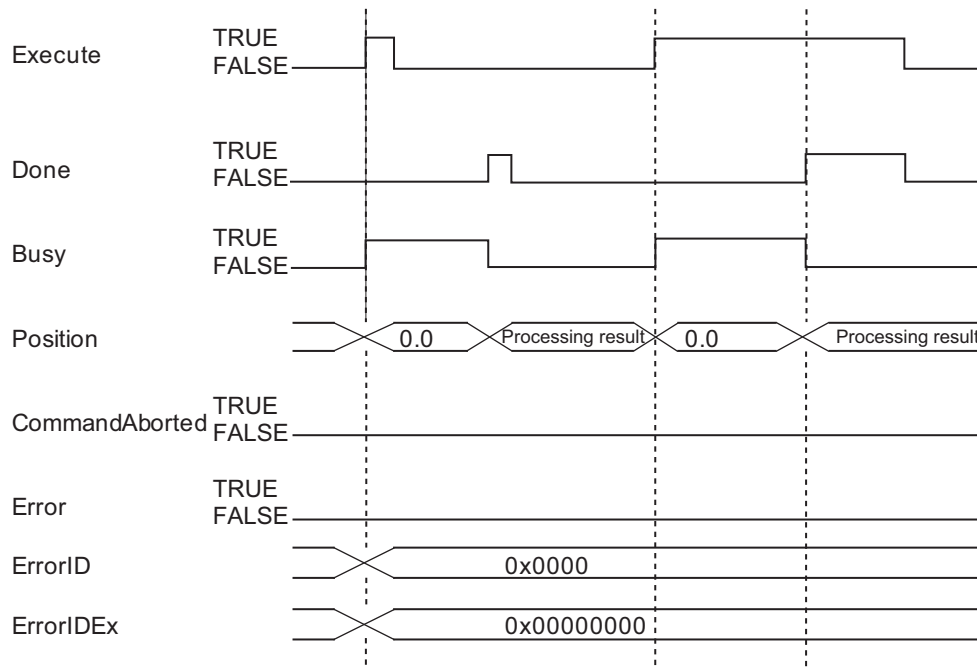 TRUE
Execute
FALSE
TRUE
Done
FALSE
TRUE
Busy
FALSE
Position 0.0 Processing result 0.0 Processing result
TRUE
CommandAborted
FALSE
TRUE
Error
FALSE
ErrorID 0x0000
ErrorIDEx 0x00000000